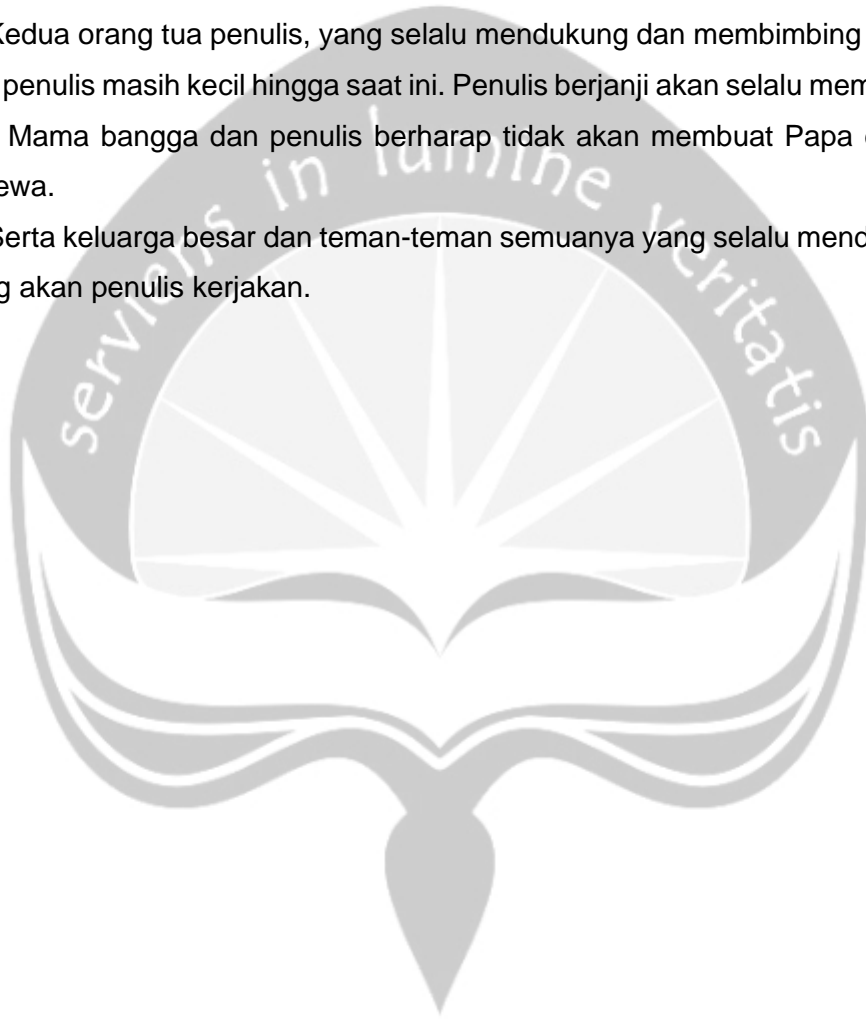 Kedua orang tua penulis, yang selalu mendukung dan membimbing
penulis masih kecil hingga saat ini. Penulis berjanji akan selalu mem
Mama bangga dan penulis berharap tidak akan membuat Papa
ewa.
Serta keluarga besar dan teman-teman semuanya yang selalu mend
g akan penulis kerjakan.
serviens in lumine veritatis